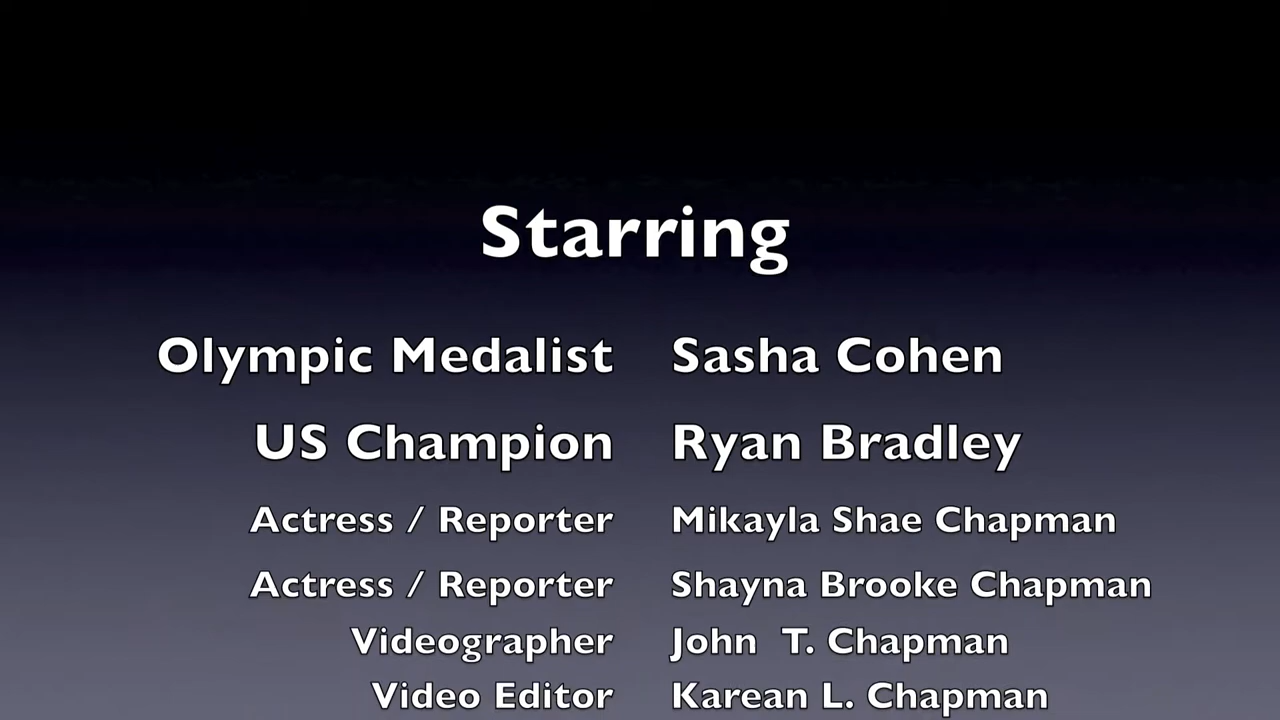 Starring
Olympic Medalist Sasha Cohen
US Champion Ryan Bradley
Actress / Reporter Mikayla Shae Chapman
Actress / Reporter Shayna Brooke Chapman
Videographer John T. Chapman
Video Editor Karean L. Chapman